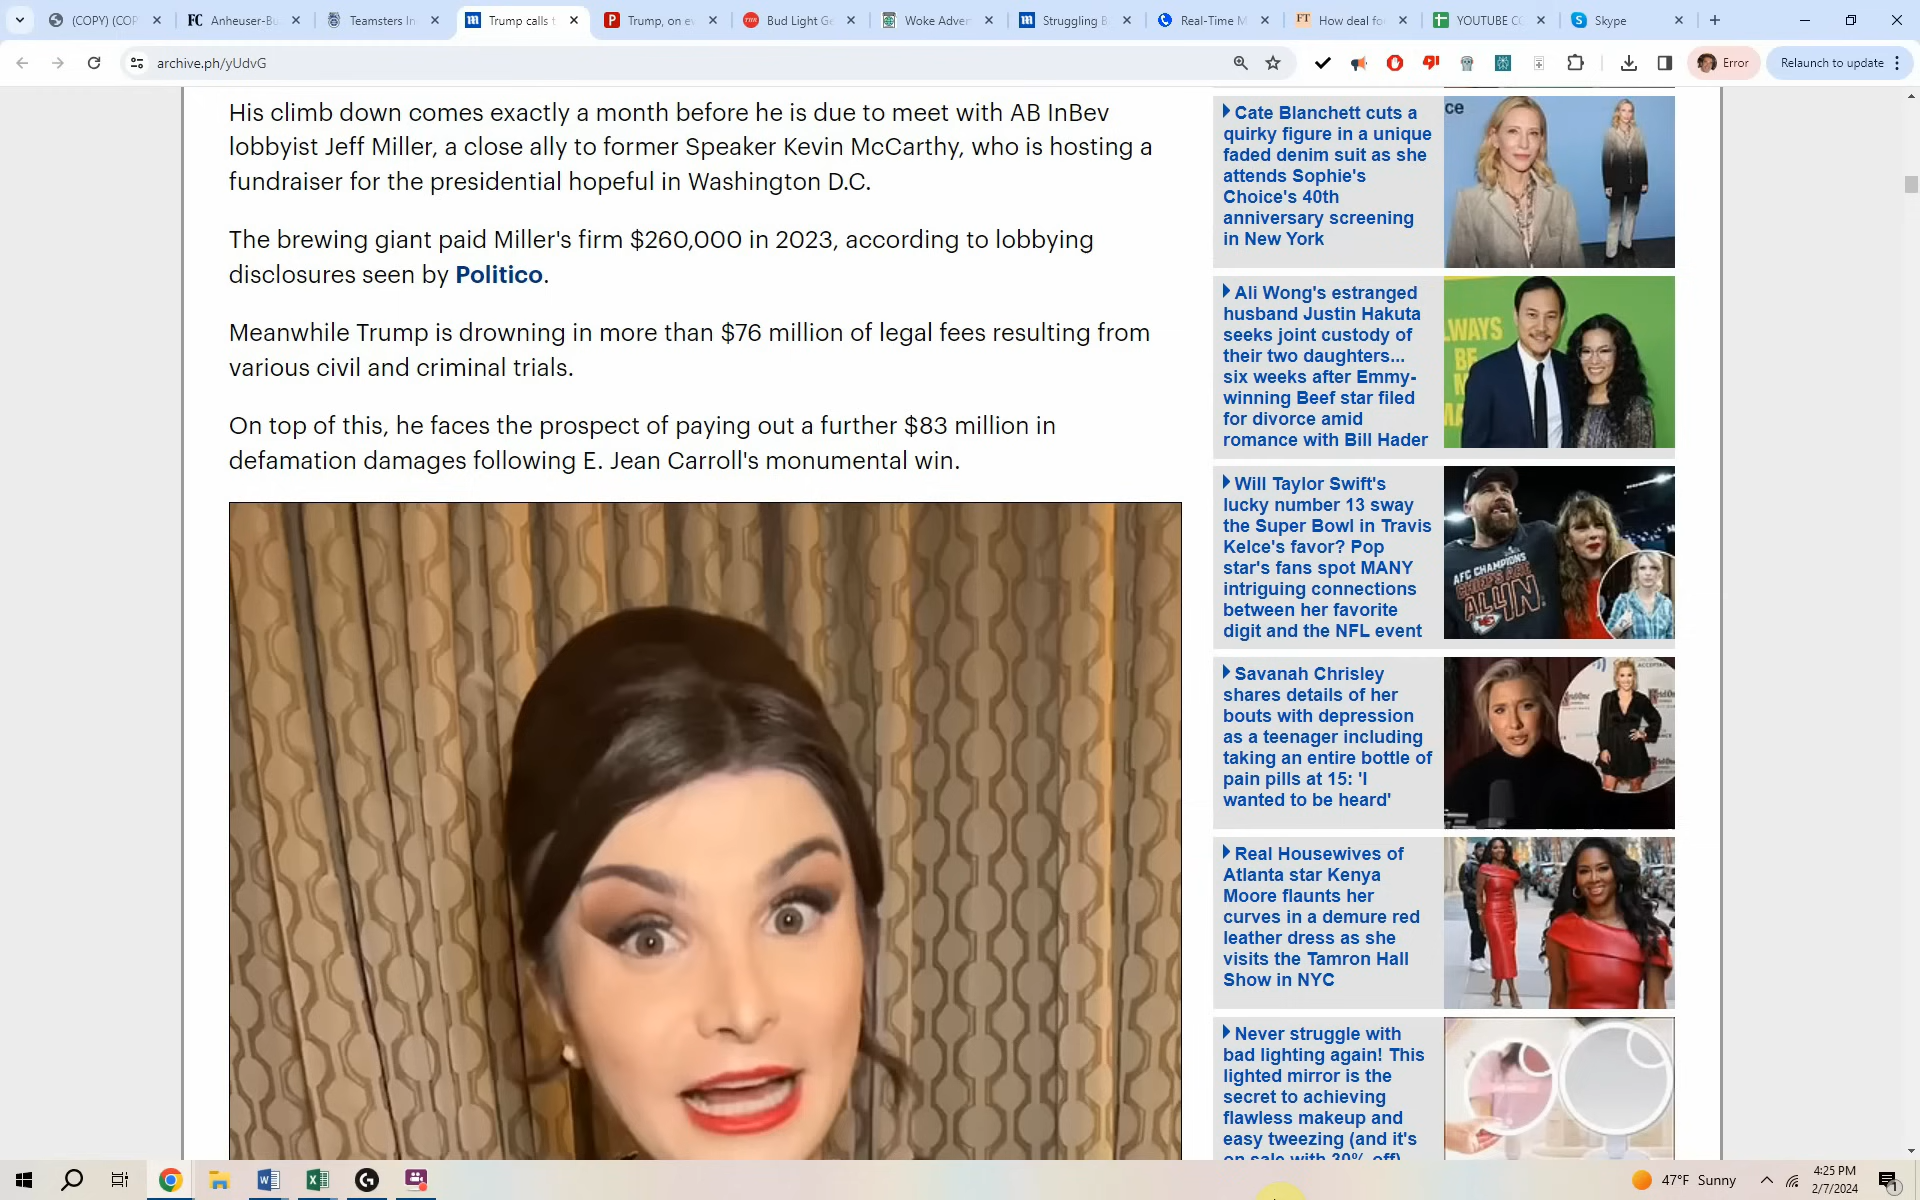 (COPY) (COP
Anheuser-Bu
Teamsters In
Trump calls t
Trump, on ev
Bud Light Ge
Woke Adver
Struggling B
Real-Time M
How deal fo
YOUTUBE CC
Skype
archive.ph/yUdvG
Error
Relaunch to update
His climb down comes exactly a month before he is due to meet with AB InBev
lobbyist Jeff Miller, a close ally to former Speaker Kevin McCarthy, who is hosting a
fundraiser for the presidential hopeful in Washington D.C.
The brewing giant paid Miller's firm $260,000 in 2023, according to lobbying
disclosures seen by Politico.
Meanwhile Trump is drowning in more than $76 million of legal fees resulting from
various civil and criminal trials.
On top of this, he faces the prospect of paying out a further $83 million in
defamation damages following E. Jean Carroll's monumental win.
Cate Blanchett cuts a
quirky figure in a unique
faded denim suit as she
attends Sophie's
Choice's 40th
anniversary screening
in New York
Ali Wong's estranged
husband Justin Hakuta
seeks joint custody of
their two daughters...
six weeks after Emmy-
winning Beef star filed
for divorce amid
romance with Bill Hader
Will Taylor Swift's
lucky number 13 sway
the Super Bowl in Travis
Kelce's favor? Pop
star's fans spot MANY
intriguing connections
between her favorite
digit and the NFL event
AFC CHAMPIONS
CHIEFS ARE
ALL IN
Savanah Chrisley
shares details of her
bouts with depression
as a teenager including
taking an entire bottle of
pain pills at 15: 'I
wanted to be heard'
Real Housewives of
Atlanta star Kenya
Moore flaunts her
curves in a demure red
leather dress as she
visits the Tamron Hall
Show in NYC
Never struggle with
bad lighting again! This
lighted mirror is the
secret to achieving
flawless makeup and
easy tweezing (and it's
on sale with 30% off)
47°F Sunny
4:25 PM
2/7/2024